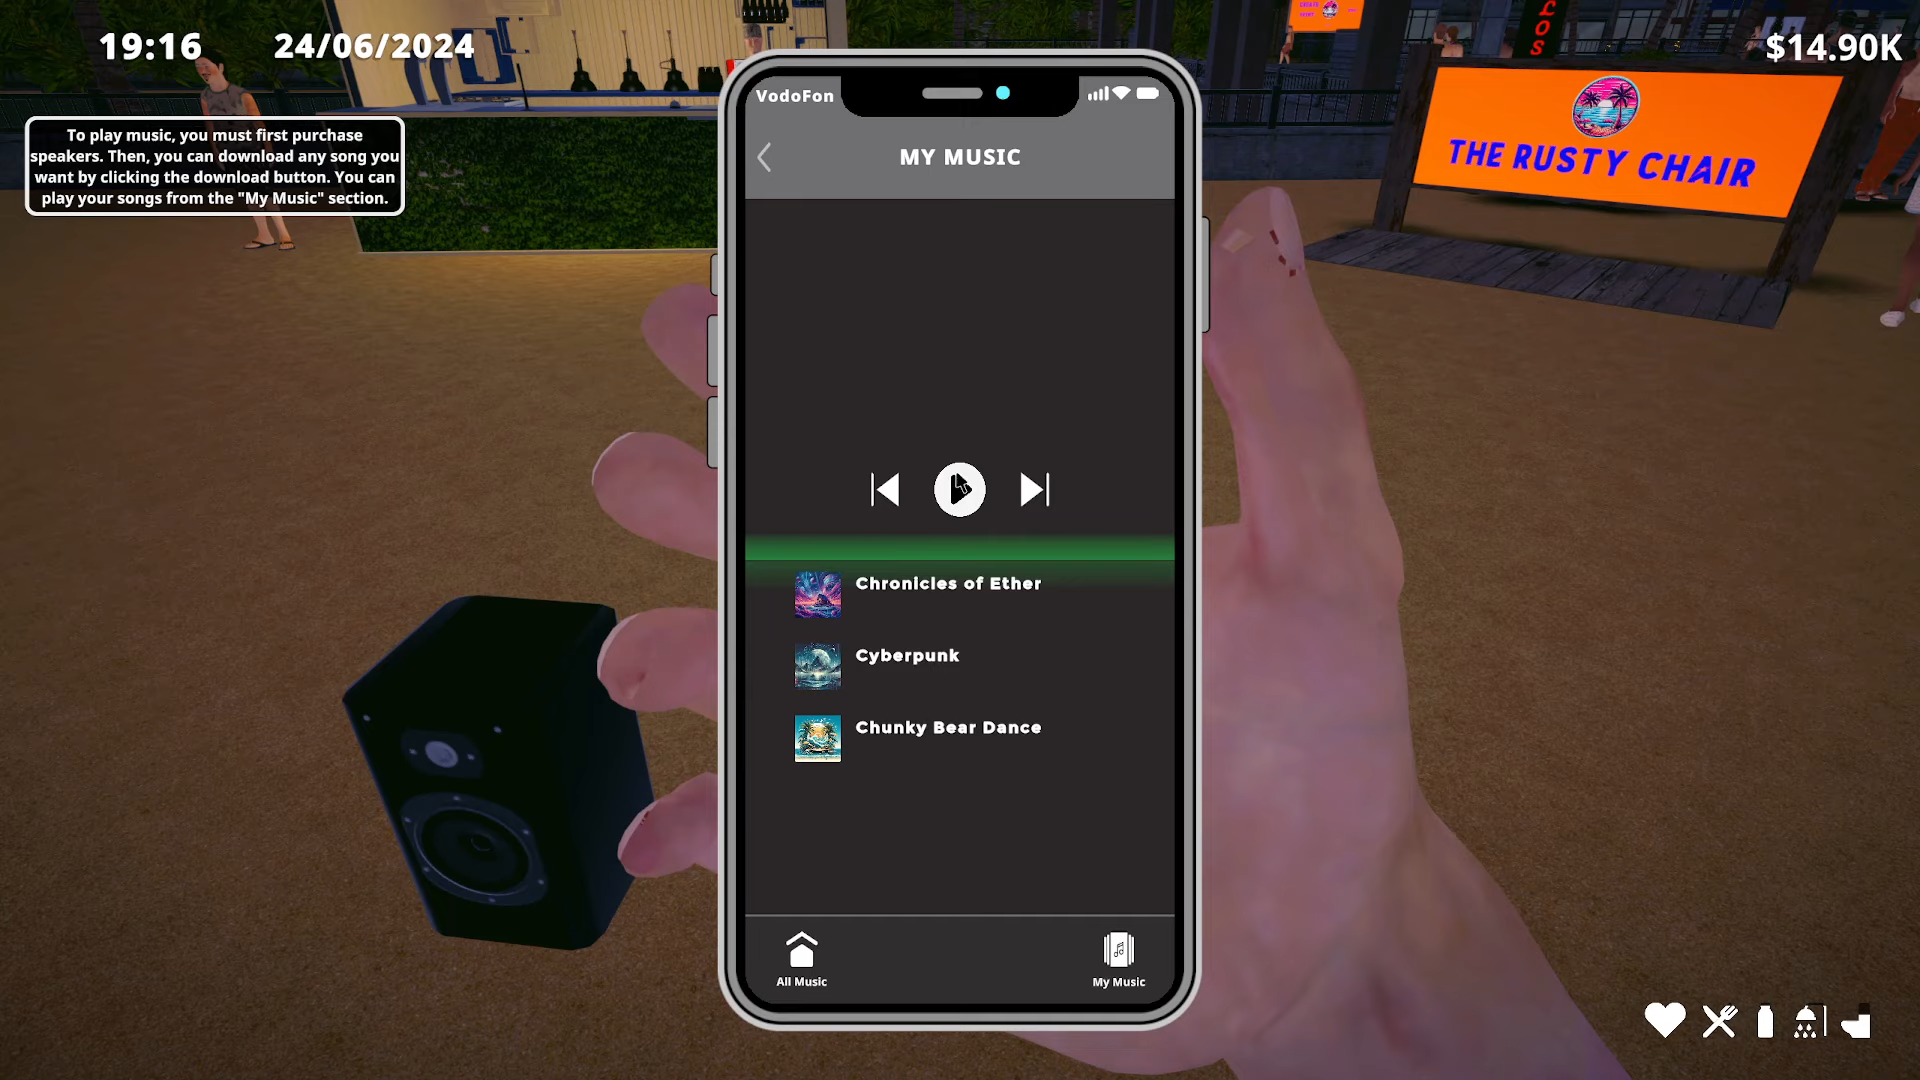 19:16
24/06/2024
$14.90K
To play music, you must first purchase
speakers. Then, you can download any song you
want by clicking the download button. You can
play your songs from the "My Music" section.
VodoFon
MY MUSIC
THE RUSTY CHAIR
Chronicles of Ether
Cyberpunk
Chunky Bear Dance
All Music
My Music